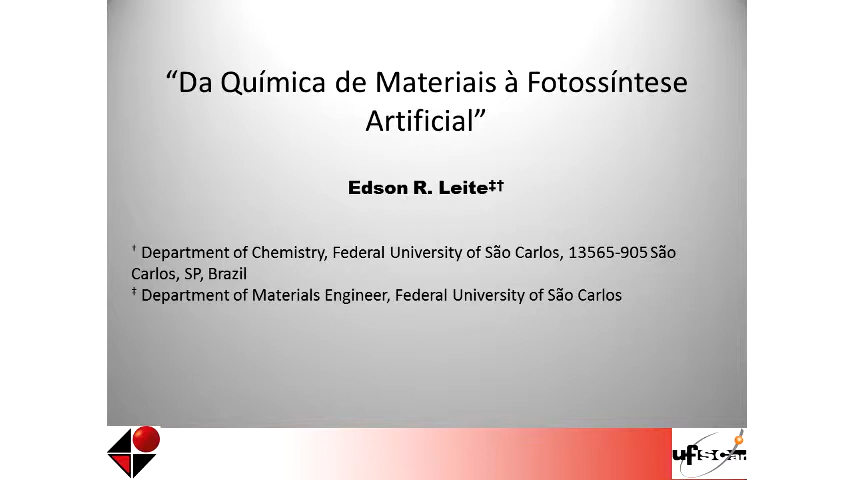 “Da Química de Materiais à Fotossíntese
Artificial”
Edson R. Leite‡†
† Department of Chemistry, Federal University of São Carlos, 13565-905 São
Carlos, SP, Brazil
‡ Department of Materials Engineer, Federal University of São Carlos
ufscar